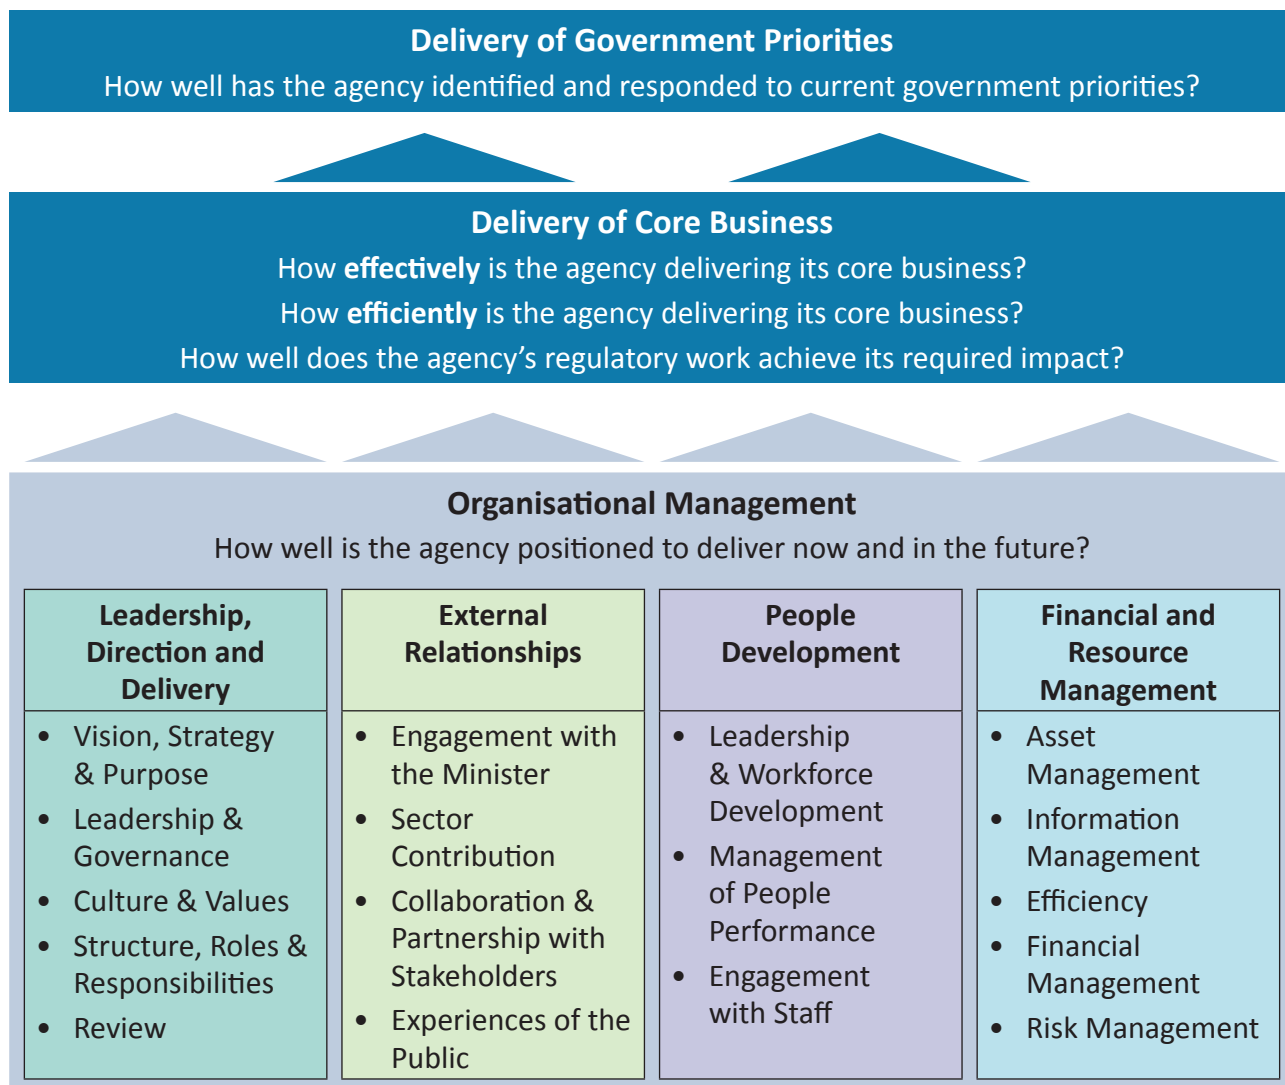 Delivery of Government Priorities
How well has the agency identified and responded to current government priorities?
Delivery of Core Business
How effectively is the agency delivering its core business?
How efficiently is the agency delivering its core business?
How well does the agency’s regulatory work achieve its required impact?
Organisational Management
How well is the agency positioned to deliver now and in the future?
Leadership,
Direction and
Delivery
• Vision, Strategy
& Purpose
• Leadership &
Governance
• Culture & Values
• Structure, Roles &
Responsibilities
• Review
External
Relationships
• Engagement with
the Minister
• Sector
Contribution
• Collaboration &
Partnership with
Stakeholders
• Experiences of the
Public
People
Development
• Leadership
& Workforce
Development
• Management
of People
Performance
• Engagement
with Staff
Financial and
Resource
Management
• Asset
Management
• Information
Management
• Efficiency
• Financial
Management
• Risk Management